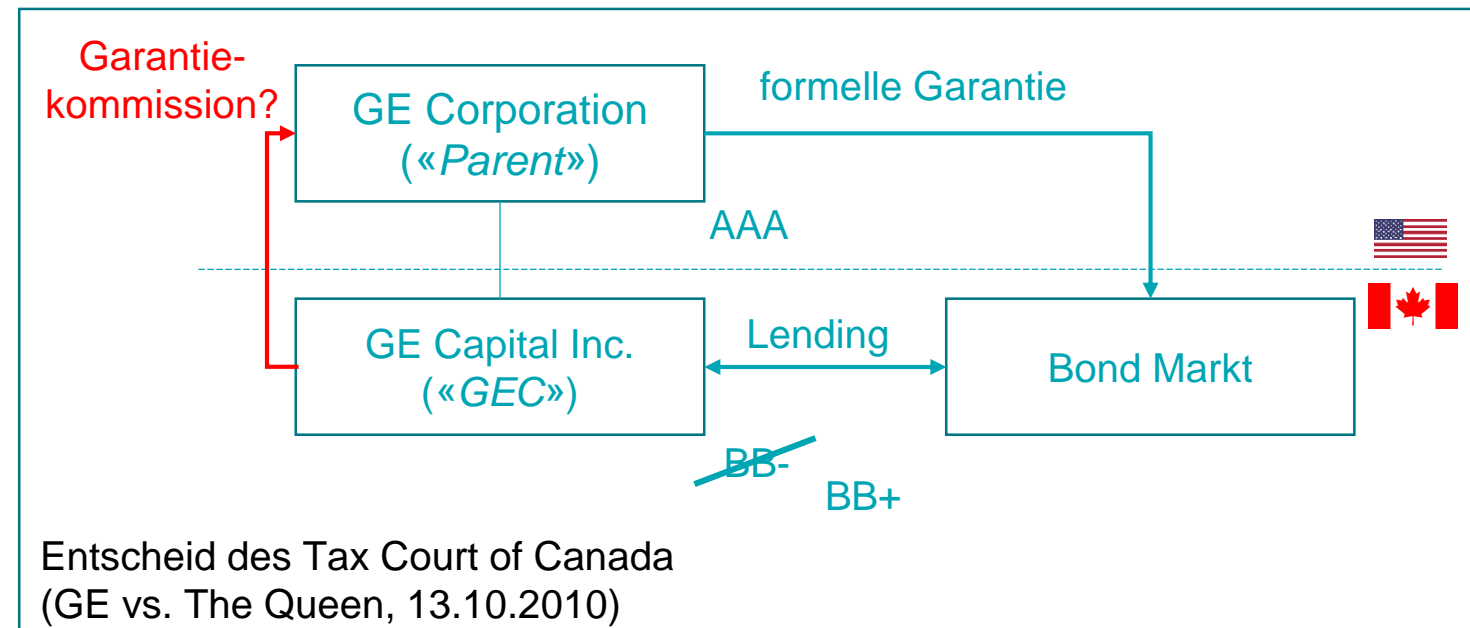 Garantie-
kommission?
GE Corporation
(«Parent»)
formelle Garantie
AAA
GE Capital Inc.
(«GEC»)
Lending
Bond Markt
BB-
BB+
Entscheid des Tax Court of Canada
(GE vs. The Queen, 13.10.2010)